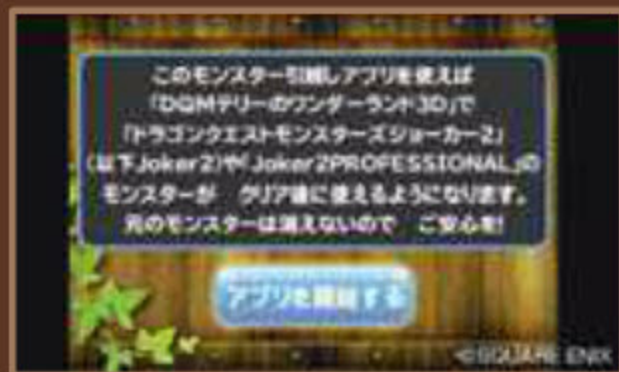 このモンスター引越しアプリを使えば
「DQMテリーのワンダーランド3D」で
「ドラゴンクエストモンスターズジョーカー2」
(以下Joker2)や「Joker2PROFESSIONAL」の
モンスターが　クリア後に使えるようになります。
元のモンスターは消えないので　ご安心を!
アプリを開始する
©SQUARE ENIX